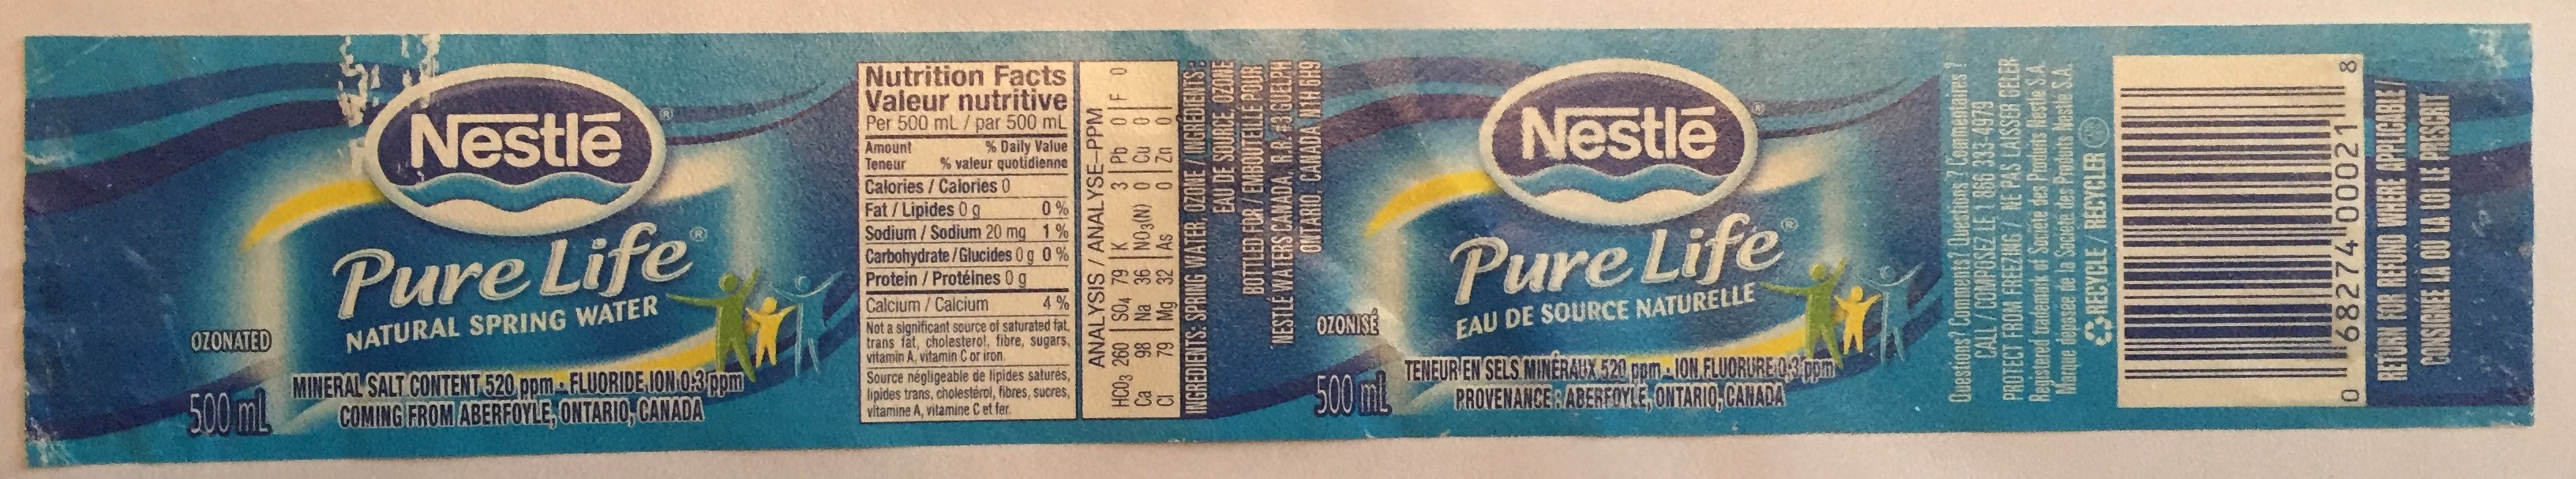 Nestlē ®
Pure Life®
NATURAL SPRING WATER
OZONATED
500 mL
MINERAL SALT CONTENT 520 ppm - FLUORIDE ION 0.3 ppm
COMING FROM ABERFOYLE, ONTARIO, CANADA
Nutrition Facts
Valeur nutritive
Per 500 mL / par 500 mL
Amount % Daily Value
Teneur % valeur quotidienne
Calories / Calories 0
Fat / Lipides 0 g 0 %
Sodium / Sodium 20 mg 1 %
Carbohydrate / Glucides 0 g 0 %
Protein / Protéines 0 g
Calcium / Calcium 4 %
Not a significant source of saturated fat,
trans fat, cholesterol, fibre, sugars,
vitamin A, vitamin C or iron.
Source négligeable de lipides saturés,
lipides trans, cholestérol, fibres, sucres,
vitamine A, vitamine C et fer.
ANALYSIS / ANALYSE–PPM
HCO3 260 SO4 79 K 3 Pb 0 F 0
Ca 98 Na 36 NO3(N) 0 Cu 0
Cl 79 Mg 32 As 0 Zn 0
INGREDIENTS: SPRING WATER, OZONE / INGRÉDIENTS :
EAU DE SOURCE, OZONE
BOTTLED FOR / EMBOUTEILLÉ POUR
NESTLÉ WATERS CANADA, R.R. #3 GUELPH
ONTARIO, CANADA N1H 6H9
Nestlē ®
Pure Life®
EAU DE SOURCE NATURELLE
OZONISÉ
500 mL
TENEUR EN SELS MINÉRAUX 520 ppm - ION FLUORURE 0.3 ppm
PROVENANCE : ABERFOYLE, ONTARIO, CANADA
Questions? Comments? Questions ? Commentaires ?
CALL / COMPOSEZ LE 1 866 333-4979
PROTECT FROM FREEZING / NE PAS LAISSER GELER
Registered trademark of Société des Produits Nestlé S.A.
Marque déposée de la Société des Produits Nestlé S.A.
RECYCLE / RECYCLER
0 68274 00021 8
RETURN FOR REFUND WHERE APPLICABLE /
CONSIGNÉE LÀ OÙ LA LOI LE PRESCRIT